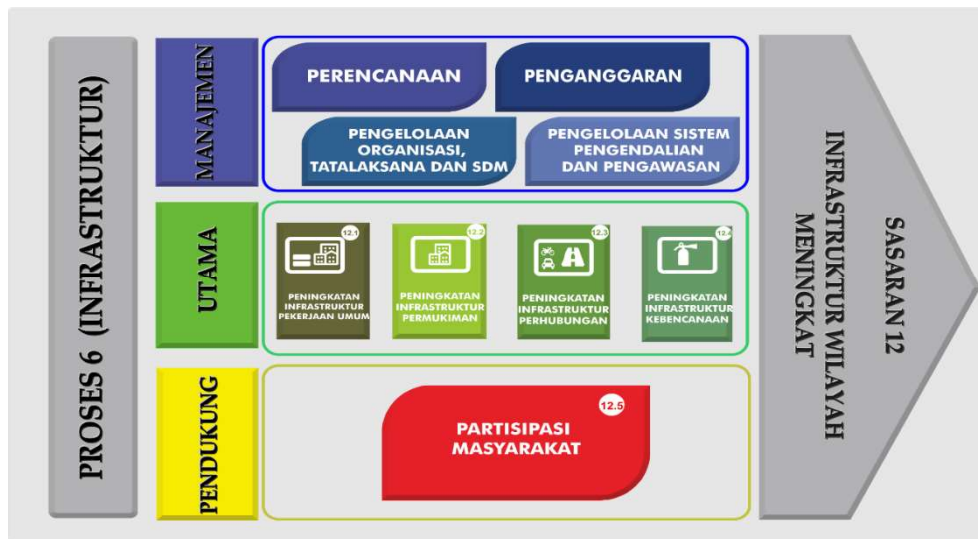 PROSES 6 (INFRASTRUKTUR)
MANAJEMEN
PERENCANAAN
PENGANGGARAN
PENGELOLAAN
ORGANISASI,
TATALAKSANA DAN SDM
PENGELOLAAN SISTEM
PENGENDALIAN
DAN PENGAWASAN
UTAMA
12.1
PENINGKATAN
INFRASTRUKTUR
PEKERJAAN UMUM
12.2
PENINGKATAN
INFRASTRUKTUR
PERMUKIMAN
12.3
PENINGKATAN
INFRASTRUKTUR
PERHUBUNGAN
12.4
PENINGKATAN
INFRASTRUKTUR
KEBENCANAAN
PENDUKUNG
12.5
PARTISIPASI
MASYARAKAT
SASARAN 12
INFRASTRUKTUR WILAYAH
MENINGKAT